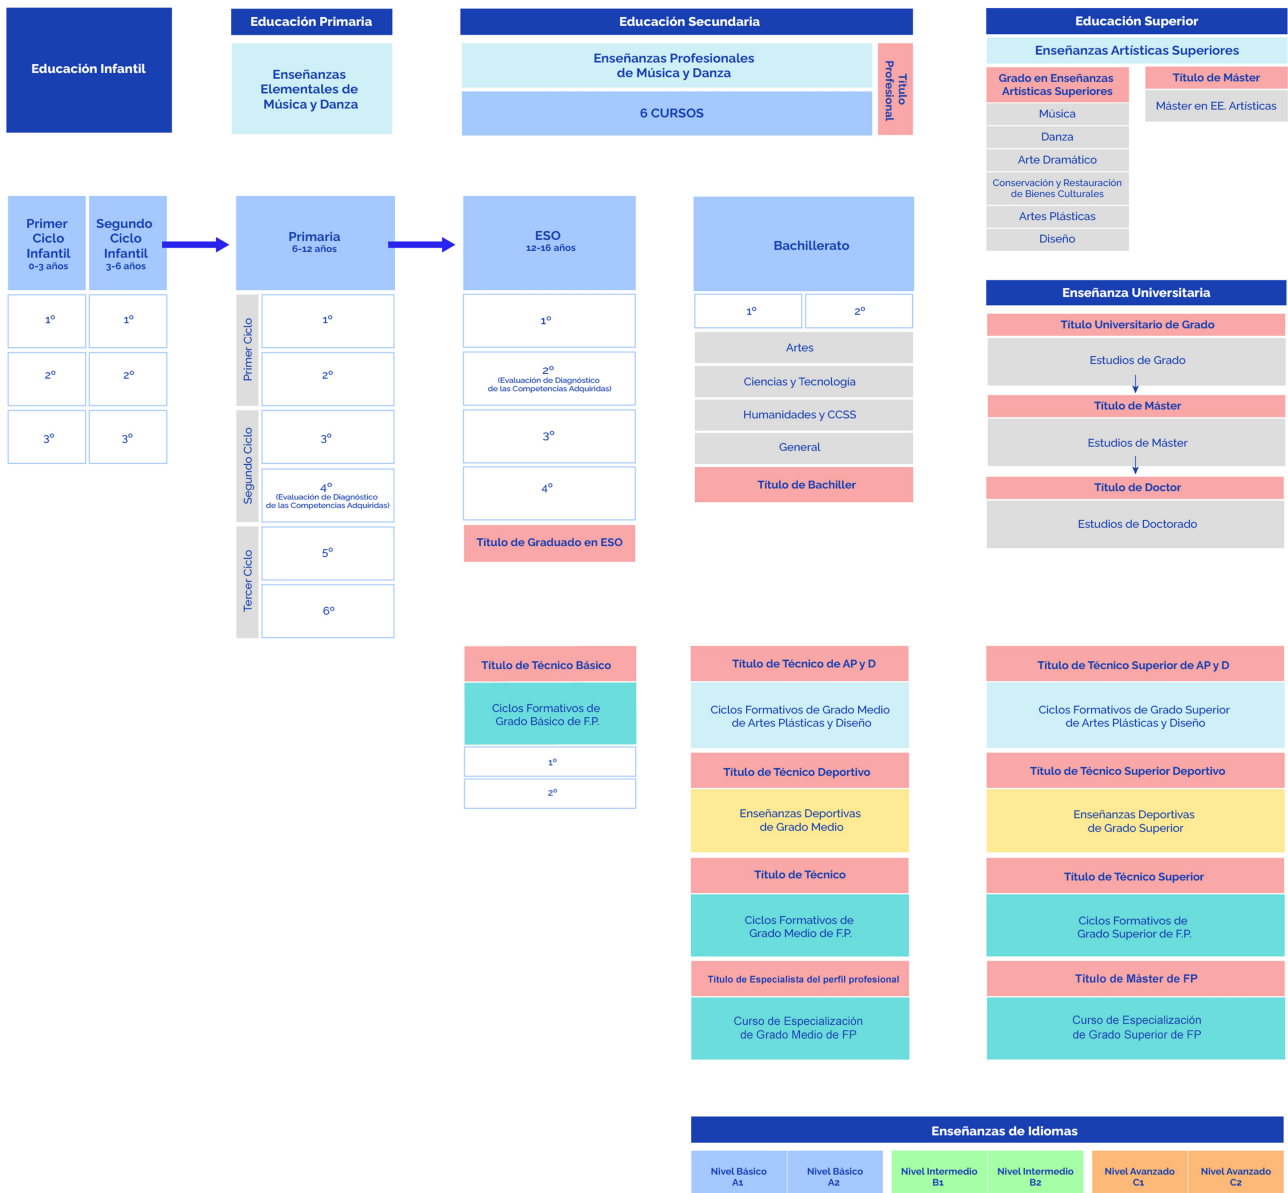 Educación Infantil
Primer
Ciclo
Infantil
0-3 años
Segundo
Ciclo
Infantil
3-6 años
1º
1º
2º
2º
3º
3º
Educación Primaria
Enseñanzas
Elementales de
Música y Danza
Primaria
6-12 años
Primer Ciclo
1º
2º
Segundo Ciclo
3º
4º
(Evaluación de Diagnóstico
de las Competencias Adquiridas)
Tercer Ciclo
5º
6º
Educación Secundaria
Enseñanzas Profesionales
de Música y Danza
6 CURSOS
Título
Profesional
ESO
12-16 años
1º
2º
(Evaluación de Diagnóstico
de las Competencias Adquiridas)
3º
4º
Título de Graduado en ESO
Bachillerato
1º
2º
Artes
Ciencias y Tecnología
Humanidades y CCSS
General
Título de Bachiller
Título de Técnico Básico
Ciclos Formativos de
Grado Básico de F.P.
1º
2º
Título de Técnico de AP y D
Ciclos Formativos de Grado Medio
de Artes Plásticas y Diseño
Título de Técnico Deportivo
Enseñanzas Deportivas
de Grado Medio
Título de Técnico
Ciclos Formativos de
Grado Medio de F.P.
Título de Especialista del perfil profesional
Curso de Especialización
de Grado Medio de FP
Educación Superior
Enseñanzas Artísticas Superiores
Grado en Enseñanzas
Artísticas Superiores
Música
Danza
Arte Dramático
Conservación y Restauración
de Bienes Culturales
Artes Plásticas
Diseño
Título de Máster
Máster en EE. Artísticas
Enseñanza Universitaria
Título Universitario de Grado
Estudios de Grado
Título de Máster
Estudios de Máster
Título de Doctor
Estudios de Doctorado
Título de Técnico Superior de AP y D
Ciclos Formativos de Grado Superior
de Artes Plásticas y Diseño
Título de Técnico Superior Deportivo
Enseñanzas Deportivas
de Grado Superior
Título de Técnico Superior
Ciclos Formativos de
Grado Superior de F.P.
Título de Máster de FP
Curso de Especialización
de Grado Superior de FP
Enseñanzas de Idiomas
Nivel Básico
A1
Nivel Básico
A2
Nivel Intermedio
B1
Nivel Intermedio
B2
Nivel Avanzado
C1
Nivel Avanzado
C2